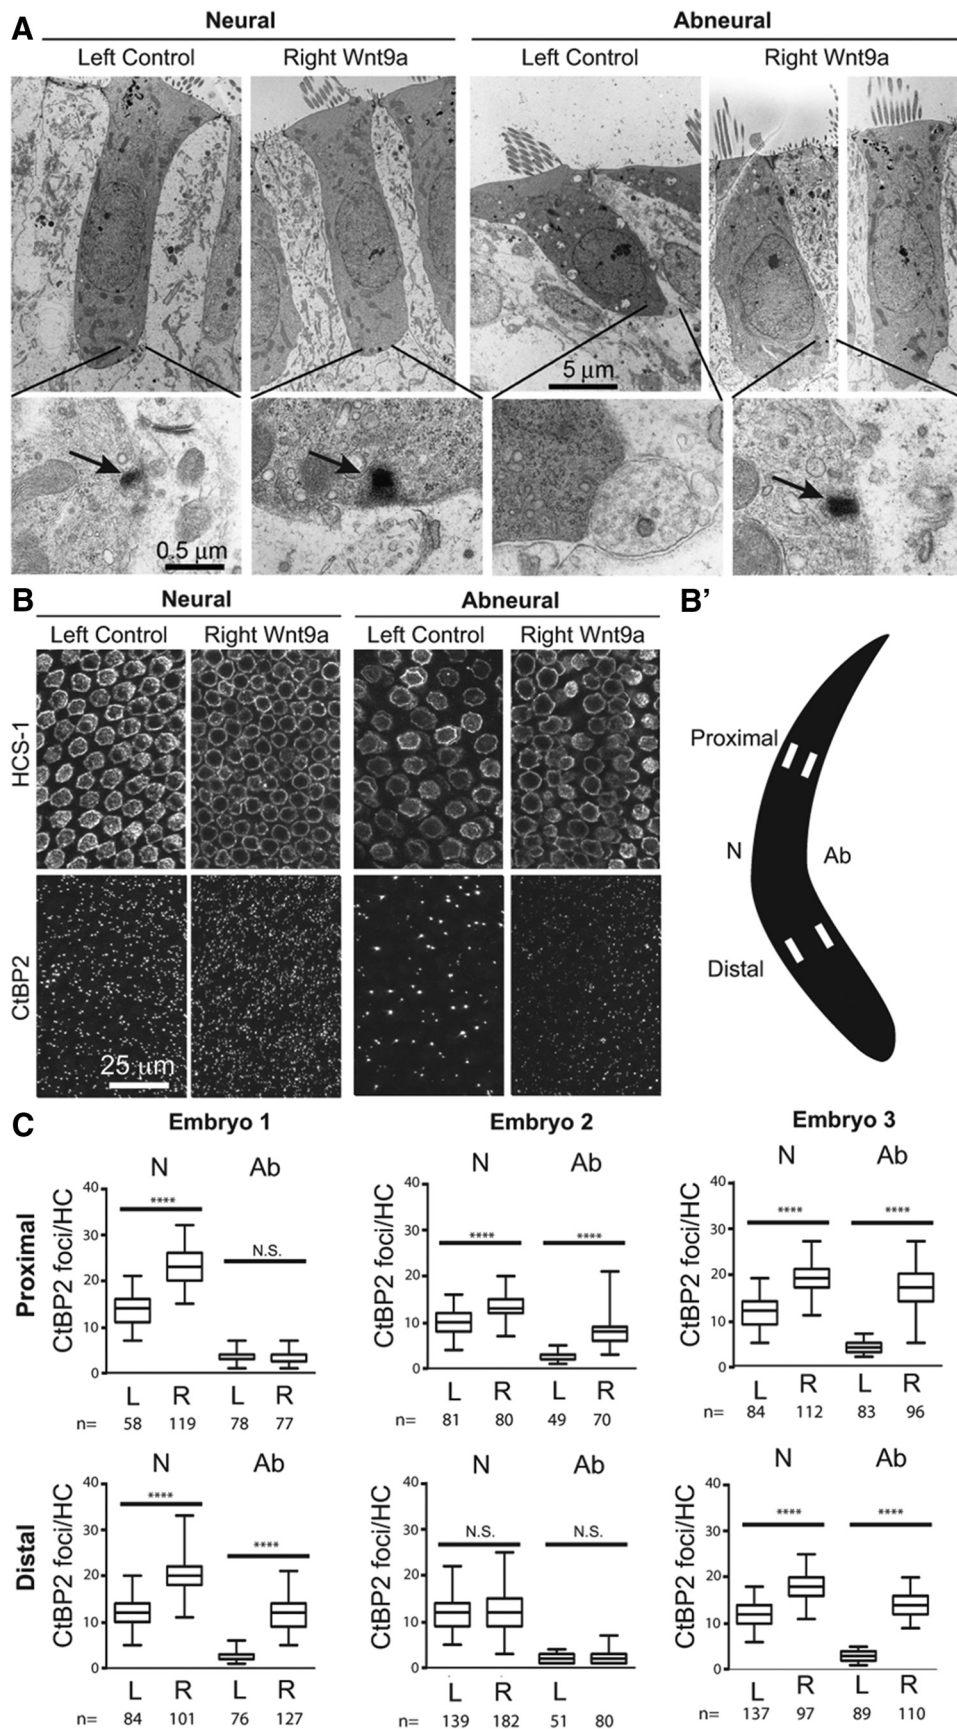 A
Neural
Abneural
Left Control
Right Wnt9a
Left Control
Right Wnt9a
5 μm
0.5 μm
B
Neural
Abneural
B’
Left Control
Right Wnt9a
Left Control
Right Wnt9a
HCS-1
CtBP2
25 μm
Proximal
N
Ab
Distal
C
Embryo 1
Embryo 2
Embryo 3
Proximal
N
Ab
CtBP2 foci/HC
40
30
20
10
0
****
N.S.
L
R
L
R
n=
58
119
78
77
N
Ab
CtBP2 foci/HC
40
30
20
10
0
****
****
L
R
L
R
n=
81
80
49
70
N
Ab
CtBP2 foci/HC
40
30
20
10
0
****
****
L
R
L
R
n=
84
112
83
96
Distal
N
Ab
CtBP2 foci/HC
40
30
20
10
0
****
****
L
R
L
R
n=
84
101
76
127
N
Ab
CtBP2 foci/HC
40
30
20
10
0
N.S.
N.S.
L
R
L
n=
139
182
51
80
N
Ab
CtBP2 foci/HC
40
30
20
10
0
****
****
L
R
L
R
n=
137
97
89
110